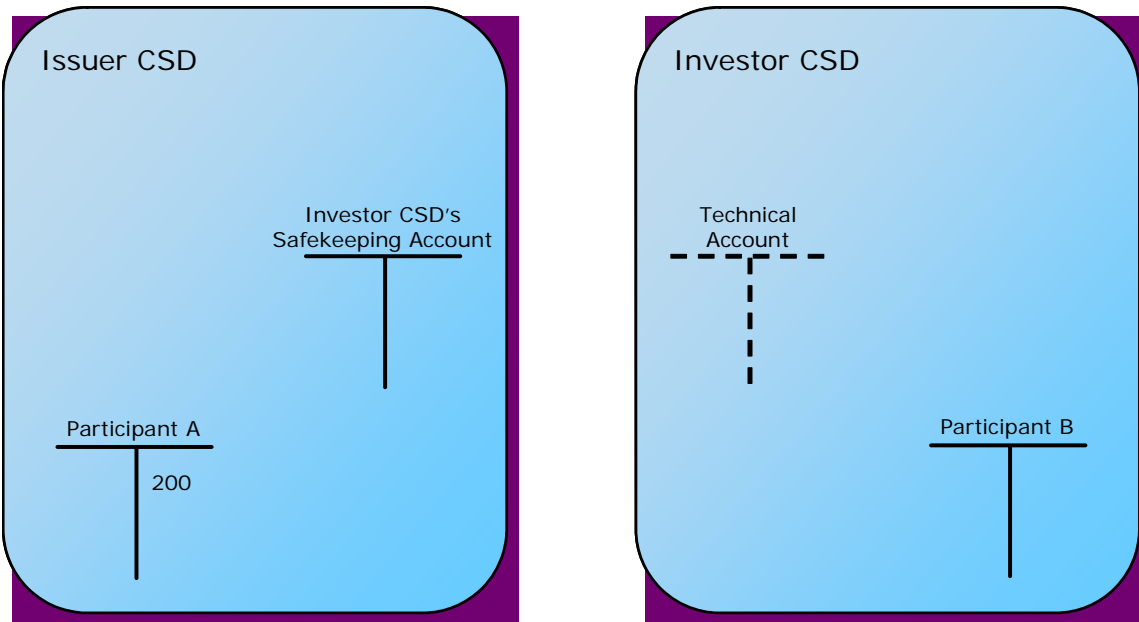 Issuer CSD
Investor CSD's
Safekeeping Account
Participant A
200
Investor CSD
Technical
Account
Participant B